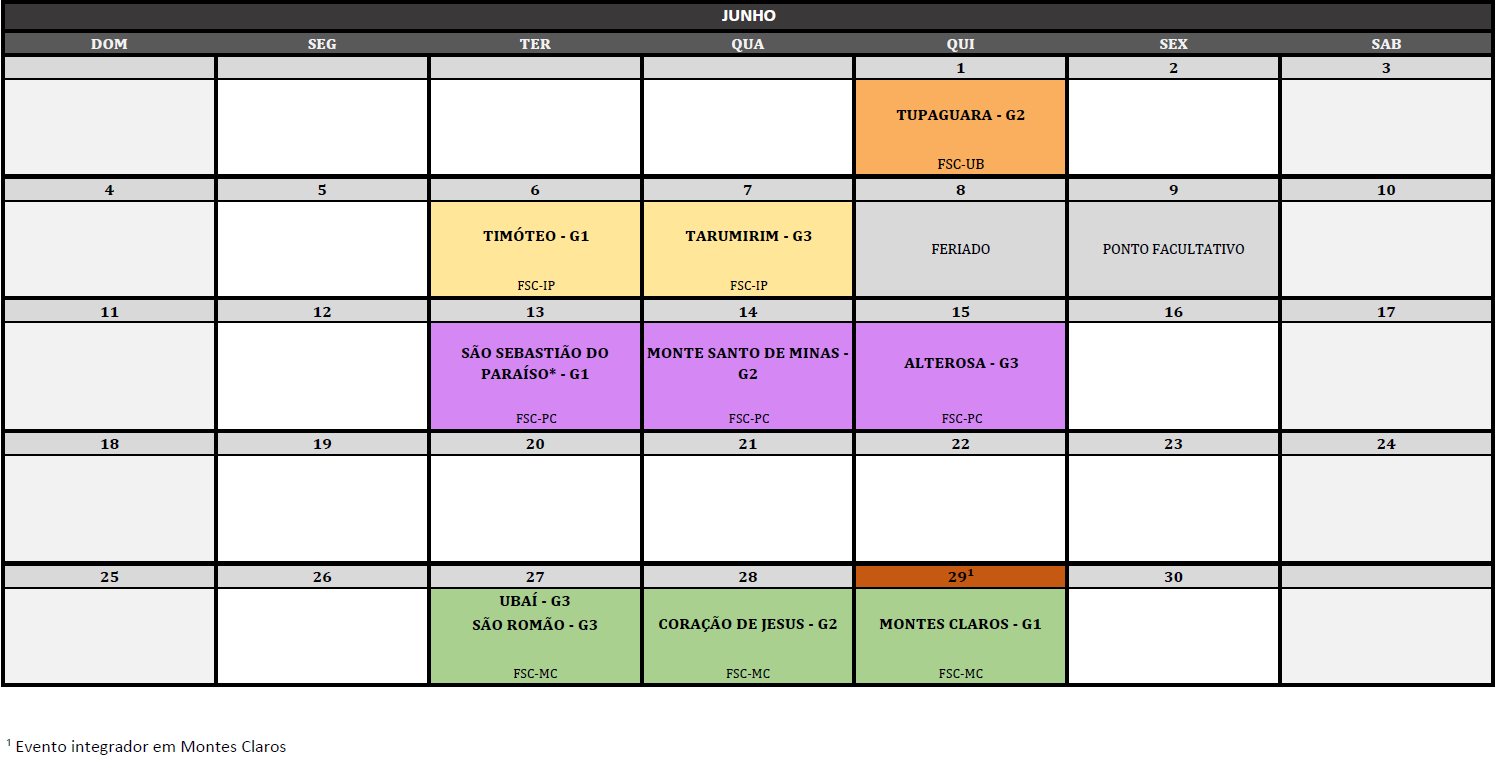 JUNHO
DOM SEG TER QUA QUI SEX SAB
1 2 3
TUPAGUARA - G2
FSC-UB
4 5 6 7 8 9 10
TIMÓTEO - G1 TARUMIRIM - G3 FERIADO PONTO FACULTATIVO
FSC-IP FSC-IP
11 12 13 14 15 16 17
SÃO SEBASTIÃO DO MONTE SANTO DE MINAS - ALTEROSA - G3
PARAÍSO* - G1 G2
FSC-PC FSC-PC FSC-PC
18 19 20 21 22 23 24
25 26 27 28 29¹ 30
UBAÍ - G3
SÃO ROMÃO - G3 CORAÇÃO DE JESUS - G2 MONTES CLAROS - G1
FSC-MC FSC-MC FSC-MC
¹ Evento integrador em Montes Claros